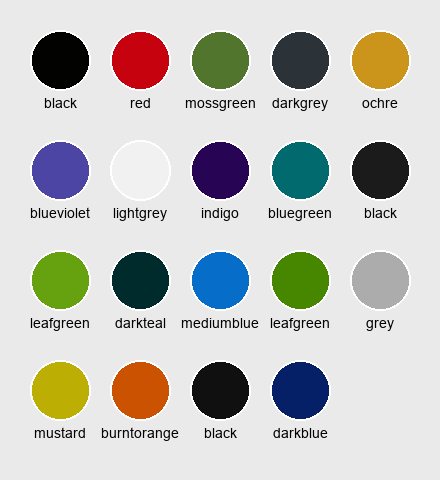 black red mossgreen darkgrey ochre
blueviolet lightgrey indigo bluegreen black
leafgreen darkteal mediumblue leafgreen grey
mustard burntorange black darkblue